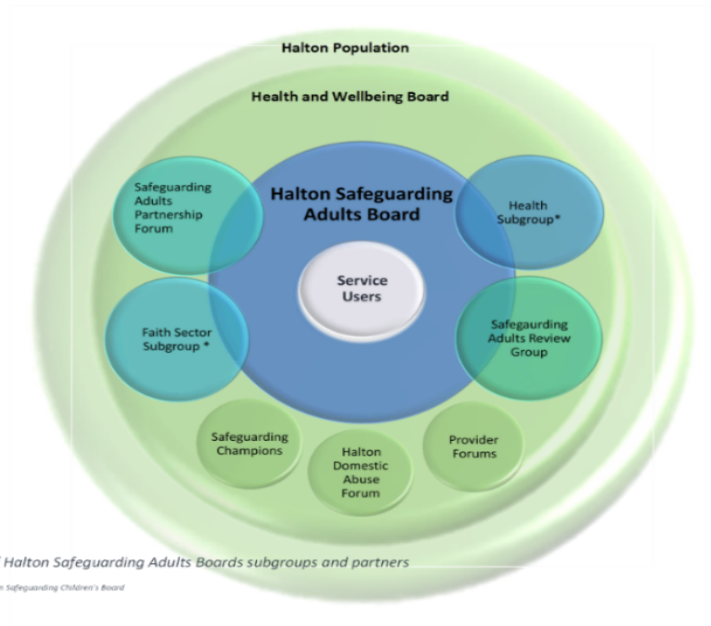 Halton Population
Health and Wellbeing Board
Safeguarding
Adults
Partnership
Forum
Halton Safeguarding
Adults Board
Health
Subgroup*
Service
Users
Faith Sector
Subgroup *
Safegaurding
Adults Review
Group
Safeguarding
Champions
Halton
Domestic
Abuse
Forum
Provider
Forums
Halton Safeguarding Adults Boards subgroups and partners
Safeguarding Children's Board